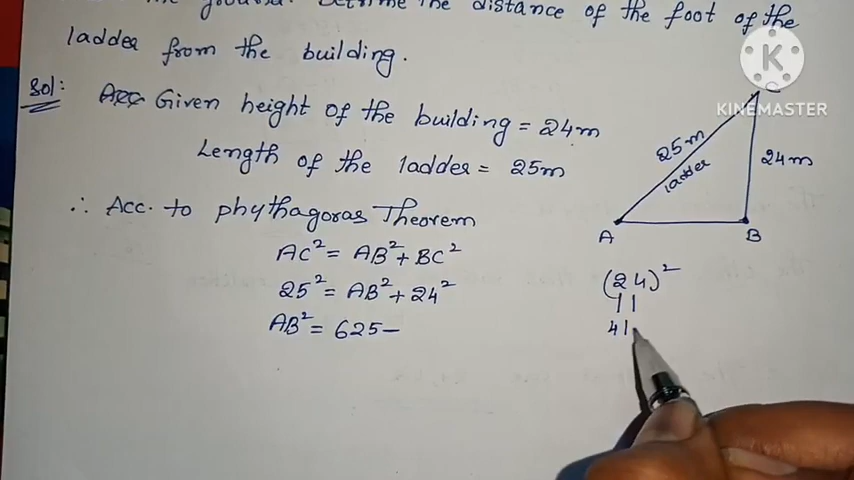 the distance of the foot of the
ladder from the building.
Sol:
Given height of the building = 24m
Length of the ladder = 25m
∴ Acc. to phythagoras Theorem
AC² = AB² + BC²
25² = AB² + 24²
AB² = 625-
C
25m
ladder
24m
A
B
(24)²
41
K
KINEMASTER